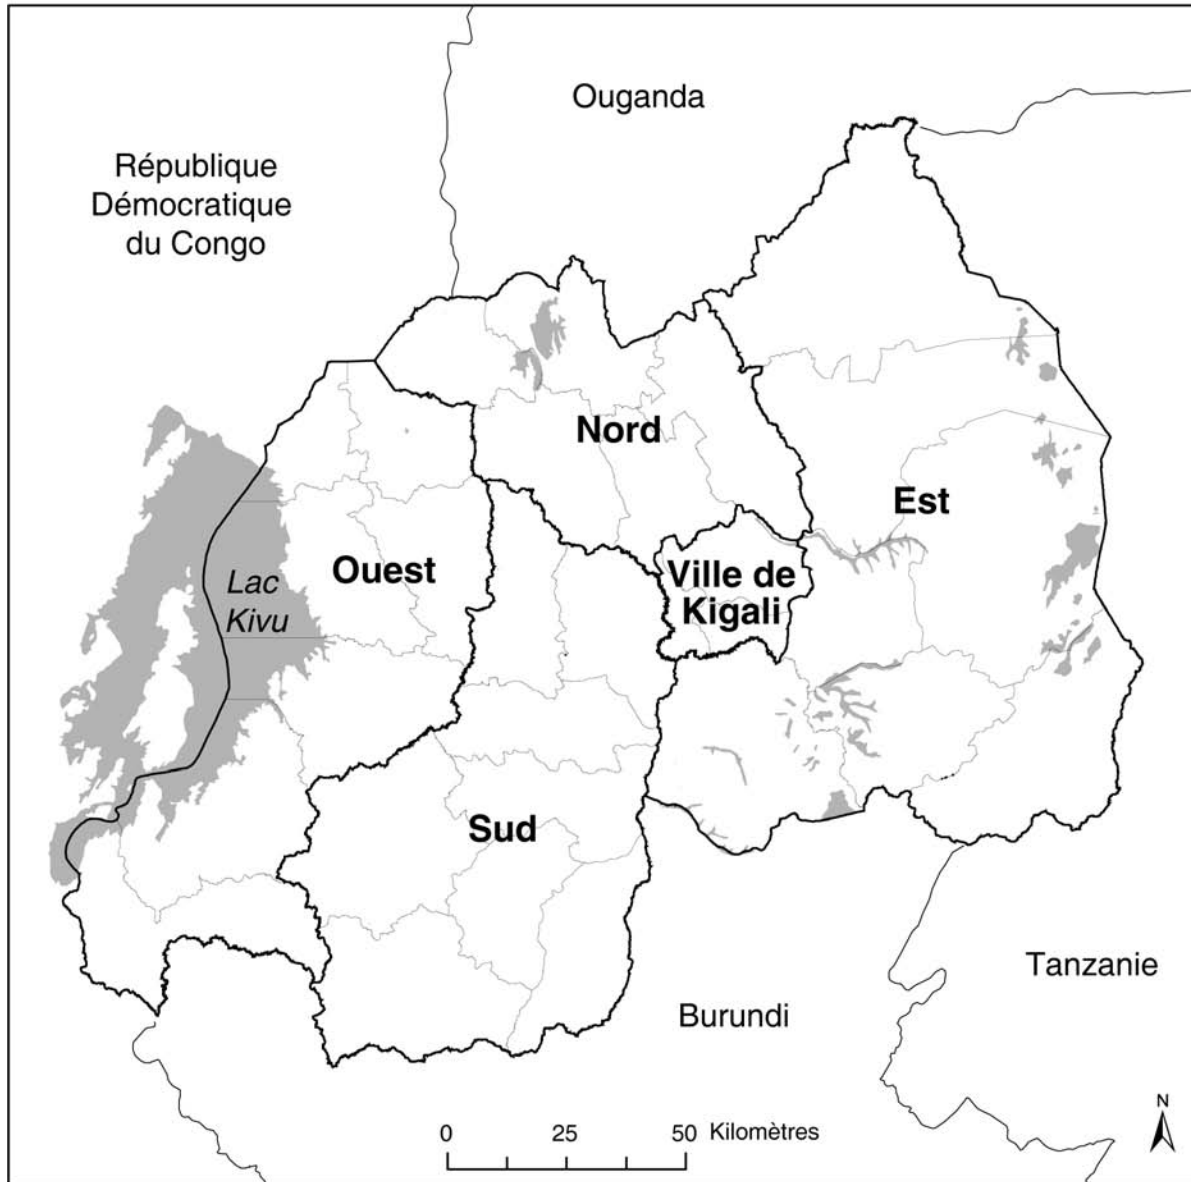 Ouganda
République
Démocratique
du Congo
Nord
Est
Ouest
Ville de
Kigali
Lac
Kivu
Sud
Tanzanie
Burundi
N
0 25 50 Kilomètres